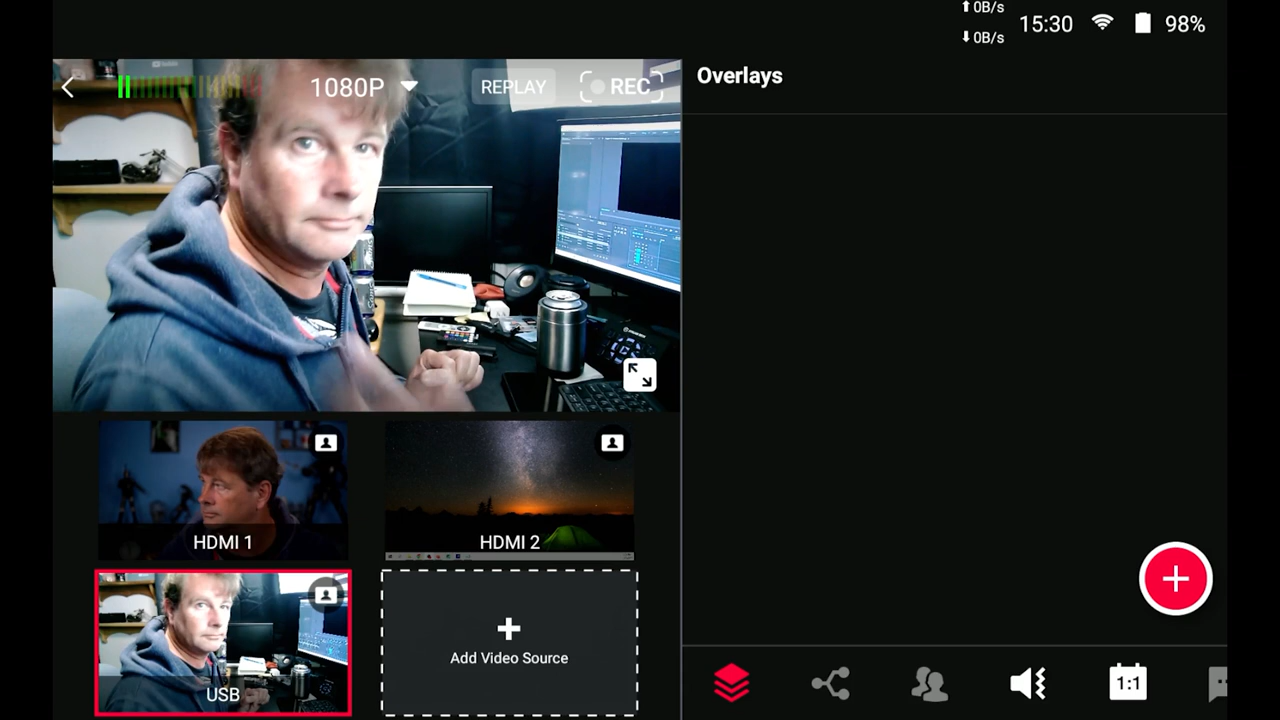 ⬆0B/s
⬇0B/s
15:30
98%
1080P
REPLAY
REC
Overlays
HDMI 1
HDMI 2
USB
Add Video Source
1:1